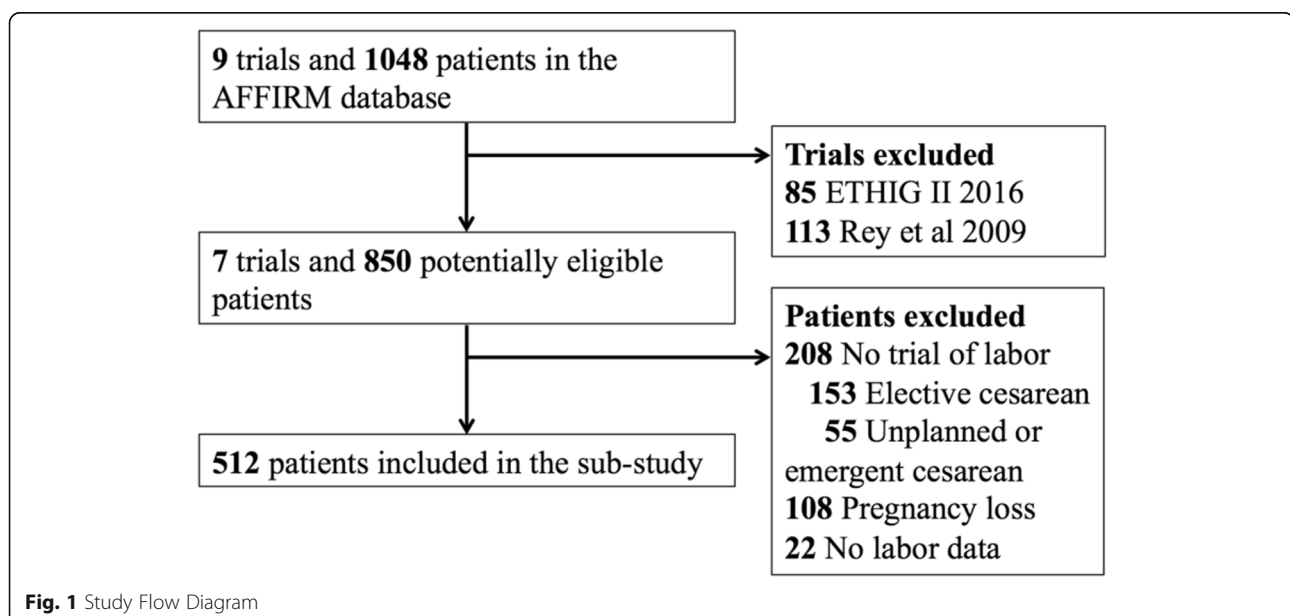 9 trials and 1048 patients in the
AFFIRM database
Trials excluded
85 ETHIG II 2016
113 Rey et al 2009
7 trials and 850 potentially eligible
patients
Patients excluded
208 No trial of labor
153 Elective cesarean
55 Unplanned or
emergent cesarean
108 Pregnancy loss
22 No labor data
512 patients included in the sub-study
Fig. 1 Study Flow Diagram